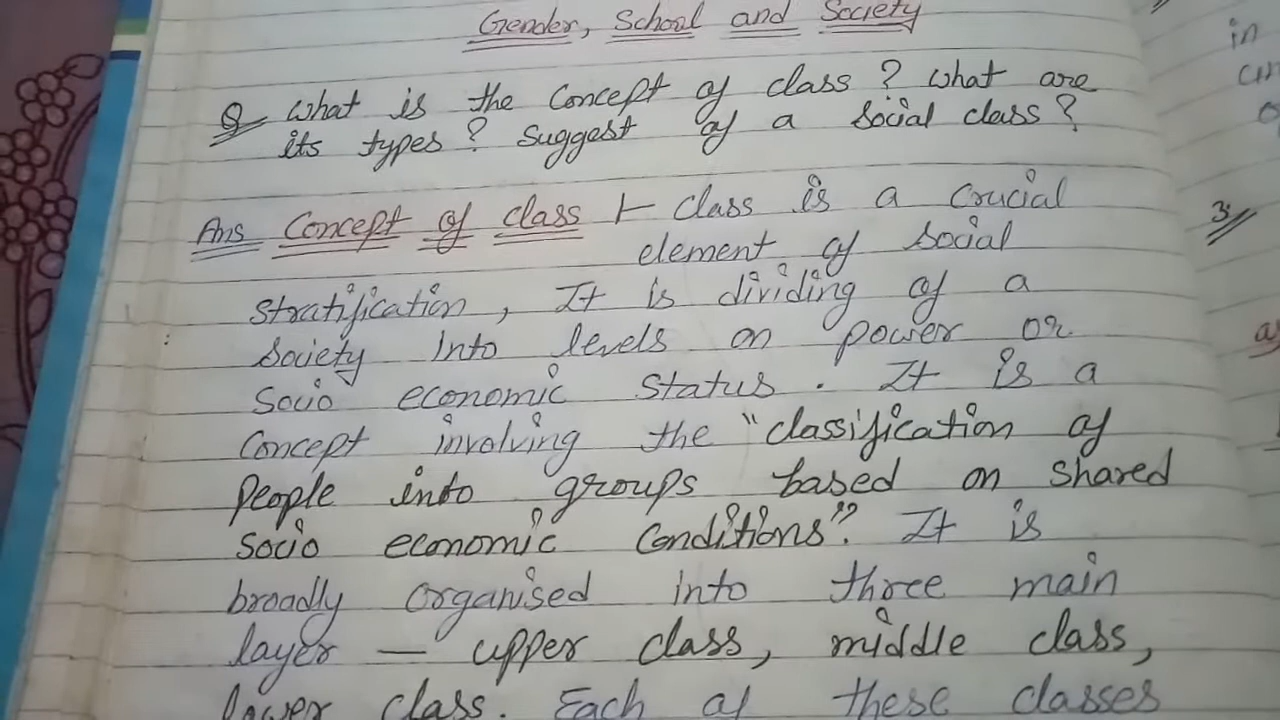 Gender, School and Society
Q What is the Concept of class ? What are
its types ? Suggest of a Social class ?
Ans Concept of class :- Class is a Crucial
element of Social
Stratification, It is dividing of a
Society into levels on power or
Socio economic Status. It is a
Concept involving the "classification of
People into groups based on Shared
Socio economic Conditions". It is
broadly organised into three main
layer — upper class, middle class,
lower class. Each of these classes
in
3.
a)